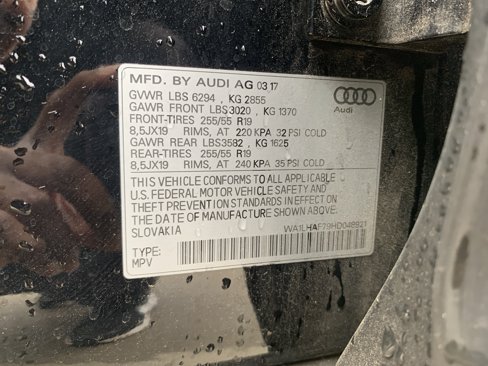 MFD. BY AUDI AG 03 17
GVWR LBS 6294 , KG 2855
GAWR FRONT LBS3020 , KG 1370
FRONT-TIRES 255/55 R19
8,5JX19 RIMS, AT 220 KPA 32 PSI COLD
GAWR REAR LBS3582 , KG 1625
REAR-TIRES 255/55 R19
8,5JX19 RIMS, AT 240 KPA 35 PSI COLD
Audi
THIS VEHICLE CONFORMS TO ALL APPLICABLE
U.S. FEDERAL MOTOR VEHICLE SAFETY AND
THEFT PREVENTION STANDARDS IN EFFECT ON
THE DATE OF MANUFACTURE SHOWN ABOVE.
SLOVAKIA
WA1LHAF79HD048921
TYPE:
MPV